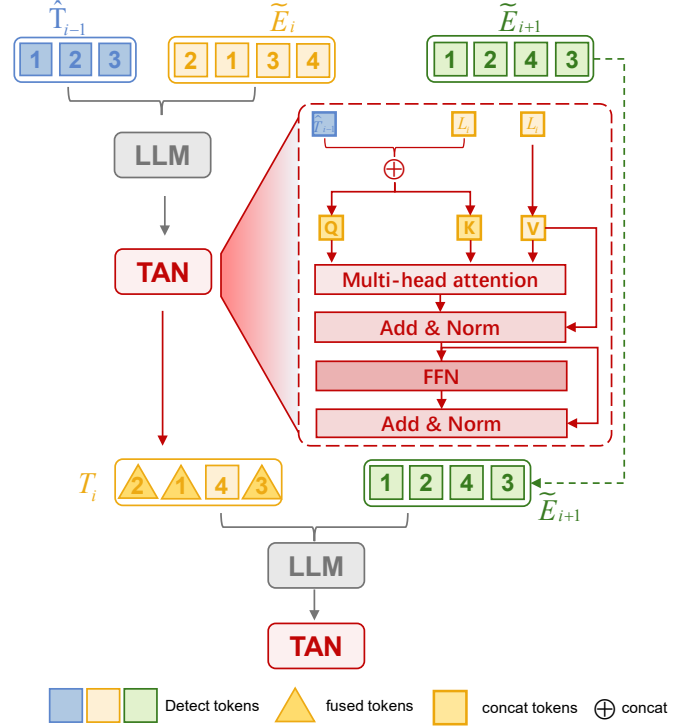 T̂ᵢ₋₁ Ẽᵢ Ẽᵢ₊₁
1 2 3 2 1 3 4 1 2 4 3
LLM
T̂ᵢ₋₁ Lᵢ Lᵢ
⊕
Q K V
TAN
Multi-head attention
Add & Norm
FFN
Add & Norm
Tᵢ 2 1 4 3 1 2 4 3
Ẽᵢ₊₁
LLM
TAN
Detect tokens fused tokens concat tokens ⊕ concat